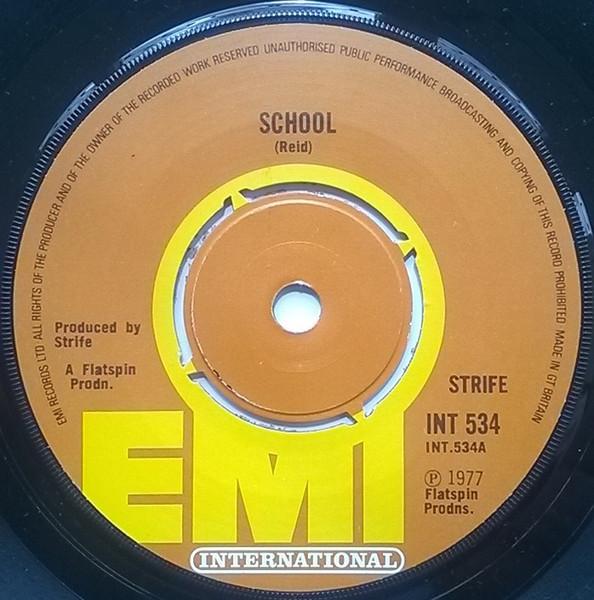 EMI RECORDS LTD ALL RIGHTS OF THE PRODUCER AND OF THE OWNER OF THE RECORDED WORK RESERVED UNAUTHORISED PUBLIC PERFORMANCE BROADCASTING AND COPYING OF THIS RECORD PROHIBITED MADE IN GT BRITAIN
SCHOOL
(Reid)
Produced by
Strife
A Flatspin
Prodn.
STRIFE
INT 534
INT.534A
℗ 1977
Flatspin
Prodns.
EMI
INTERNATIONAL